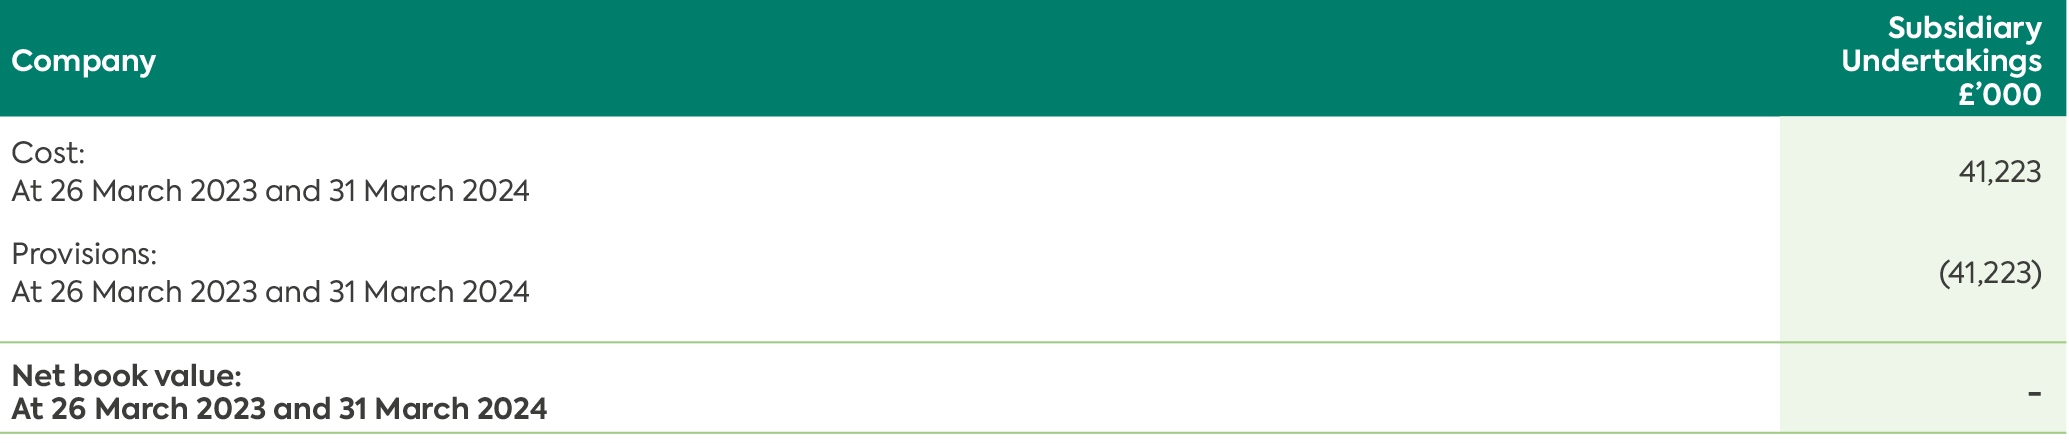 Company
Subsidiary
Undertakings
£’000
Cost:
At 26 March 2023 and 31 March 2024
41,223
Provisions:
At 26 March 2023 and 31 March 2024
(41,223)
Net book value:
At 26 March 2023 and 31 March 2024
-